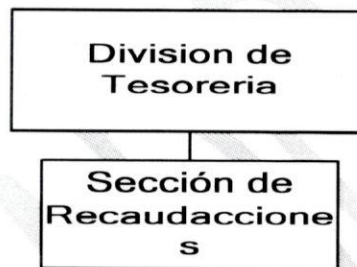 Division de
Tesoreria
Sección de
Recaudaccione
s